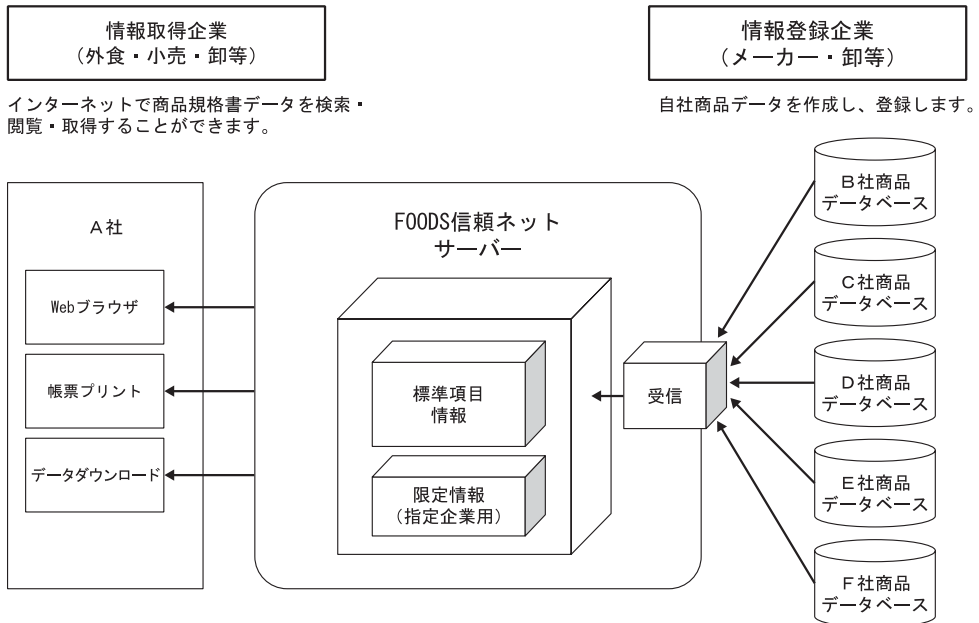 情報取得企業
（外食・小売・卸等）
情報登録企業
（メーカー・卸等）
インターネットで商品規格書データを検索・
閲覧・取得することができます。
自社商品データを作成し、登録します。
A社
Webブラウザ
帳票プリント
データダウンロード
FOODS信頼ネット
サーバー
標準項目
情報
限定情報
（指定企業用）
受信
B社商品
データベース
C社商品
データベース
D社商品
データベース
E社商品
データベース
F社商品
データベース